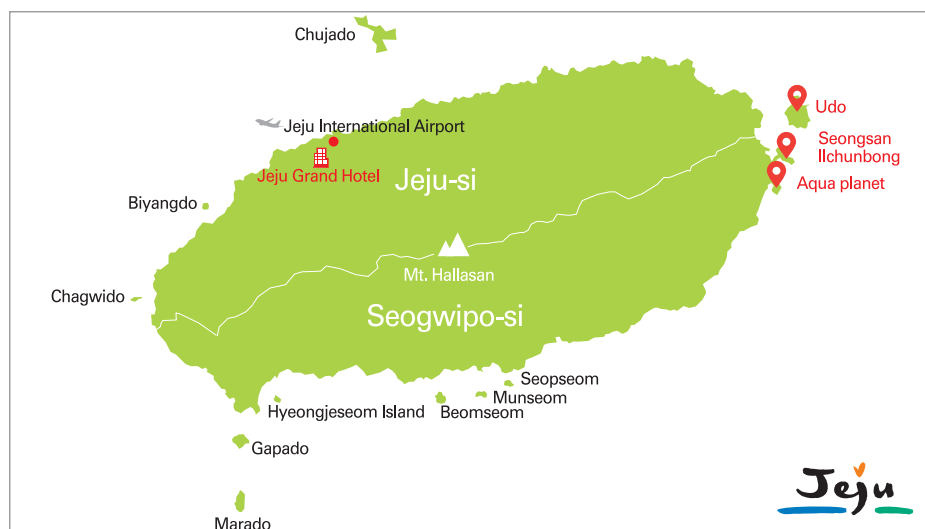 Chujado
Udo
Jeju International Airport
Seongsan
Ilchunbong
Jeju Grand Hotel
Jeju-si
Aqua planet
Biyangdo
Mt. Hallasan
Chagwido
Seogwipo-si
Seopseom
Munseom
Hyeongjeseom Island
Beomseom
Gapado
Marado
Jeju